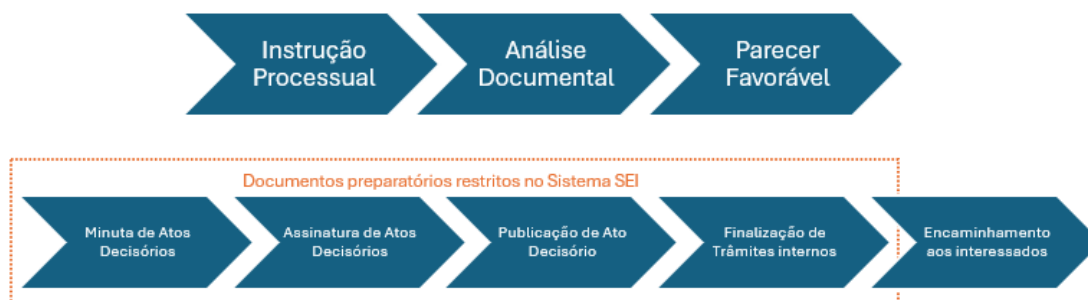 Instrução
Processual
Análise
Documental
Parecer
Favorável
Documentos preparatórios restritos no Sistema SEI
Minuta de Atos
Decisórios
Assinatura de Atos
Decisórios
Publicação de Ato
Decisório
Finalização de
Trâmites internos
Encaminhamento
aos interessados